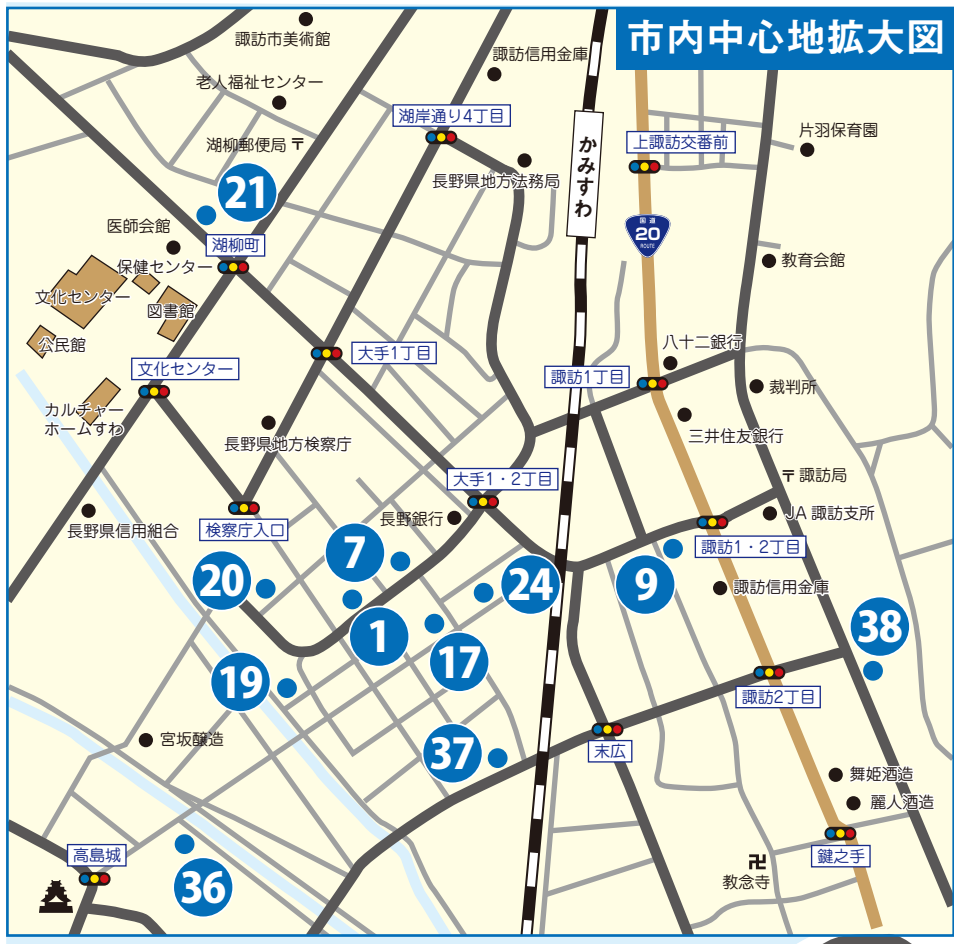 市内中心地拡大図
諏訪市美術館
諏訪信用金庫
老人福祉センター
湖岸通り4丁目
湖柳郵便局 〒
かみすわ
上諏訪交番前
片羽保育園
長野県地方法務局
21
国道
20
ROUTE
医師会館
湖柳町
保健センター
文化センター
図書館
教育会館
公民館
文化センター
大手1丁目
八十二銀行
諏訪1丁目
裁判所
カルチャー
ホームすわ
長野県地方検察庁
三井住友銀行
大手1・2丁目
〒諏訪局
長野県信用組合
検察庁入口
長野銀行
JA 諏訪支所
諏訪1・2丁目
7
20
24
9
諏訪信用金庫
1
38
17
19
諏訪2丁目
宮坂醸造
37
末広
舞姫酒造
麗人酒造
高島城
36
鍵之手
卍
教念寺